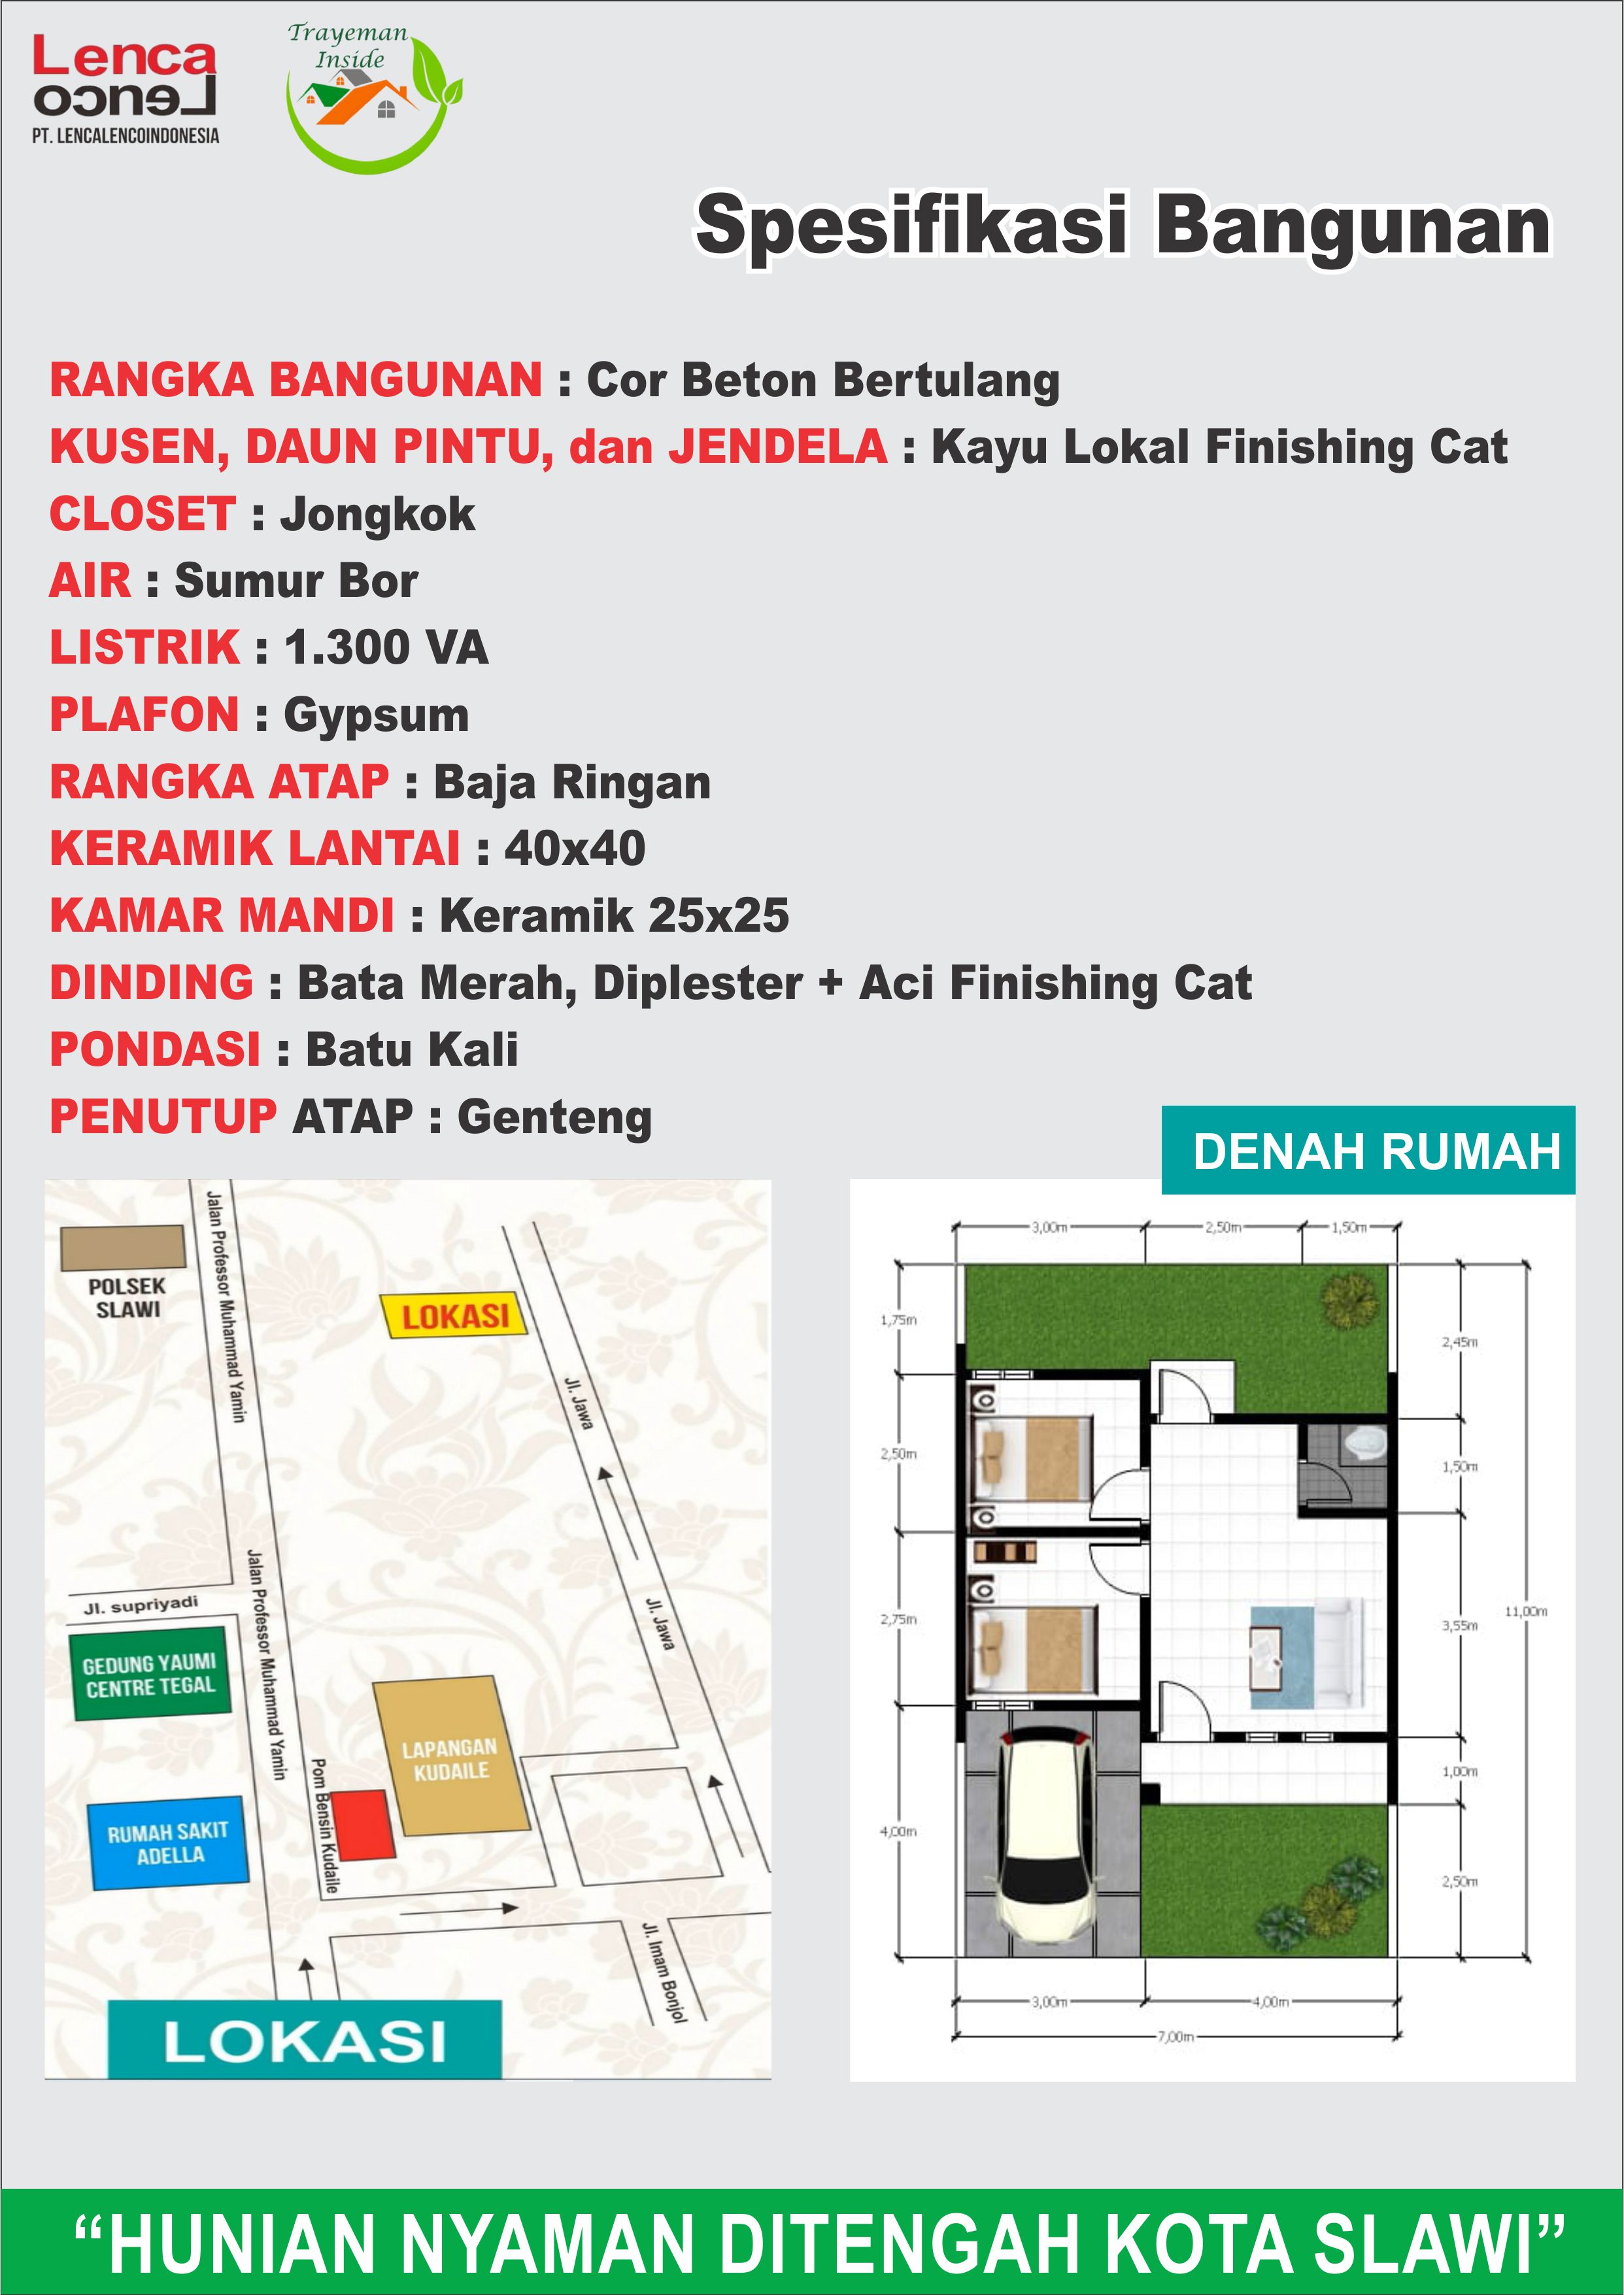 Lenca
Lenco
PT. LENCALENCOINDONESIA
Trayeman
Inside
Spesifikasi Bangunan
RANGKA BANGUNAN : Cor Beton Bertulang
KUSEN, DAUN PINTU, dan JENDELA : Kayu Lokal Finishing Cat
CLOSET : Jongkok
AIR : Sumur Bor
LISTRIK : 1.300 VA
PLAFON : Gypsum
RANGKA ATAP : Baja Ringan
KERAMIK LANTAI : 40x40
KAMAR MANDI : Keramik 25x25
DINDING : Bata Merah, Diplester + Aci Finishing Cat
PONDASI : Batu Kali
PENUTUP ATAP : Genteng
POLSEK
SLAWI
Jalan Professor Muhammad Yamin
LOKASI
Jl. Jawa
Jl. supriyadi
Jalan Professor Muhammad Yamin
Jl. Jawa
GEDUNG YAUMI
CENTRE TEGAL
LAPANGAN
KUDAILE
Pom Bensin Kudaile
RUMAH SAKIT
ADELLA
Jl. Imam Bonjol
LOKASI
DENAH RUMAH
3,00m
2,50m
1,50m
1,75m
2,45m
2,50m
1,50m
2,75m
3,55m
11,00m
1,00m
4,00m
2,50m
3,00m
4,00m
7,00m
“HUNIAN NYAMAN DITENGAH KOTA SLAWI”